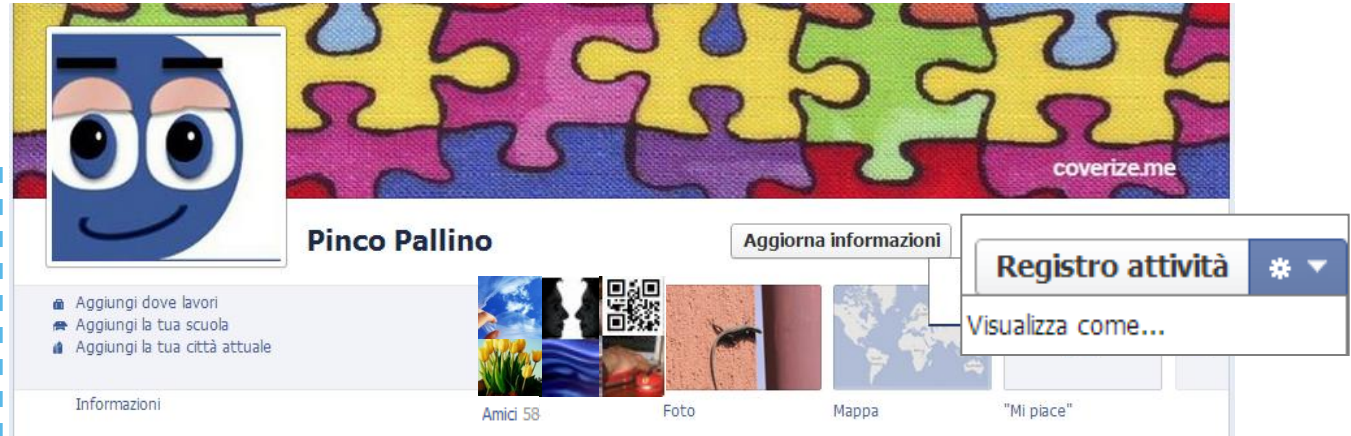 coverize.me
Pinco Pallino
Aggiorna informazioni
Registro attività
Visualizza come...
Aggiungi dove lavori
Aggiungi la tua scuola
Aggiungi la tua città attuale
Informazioni
Amici 58
Foto
Mappa
"Mi piace"